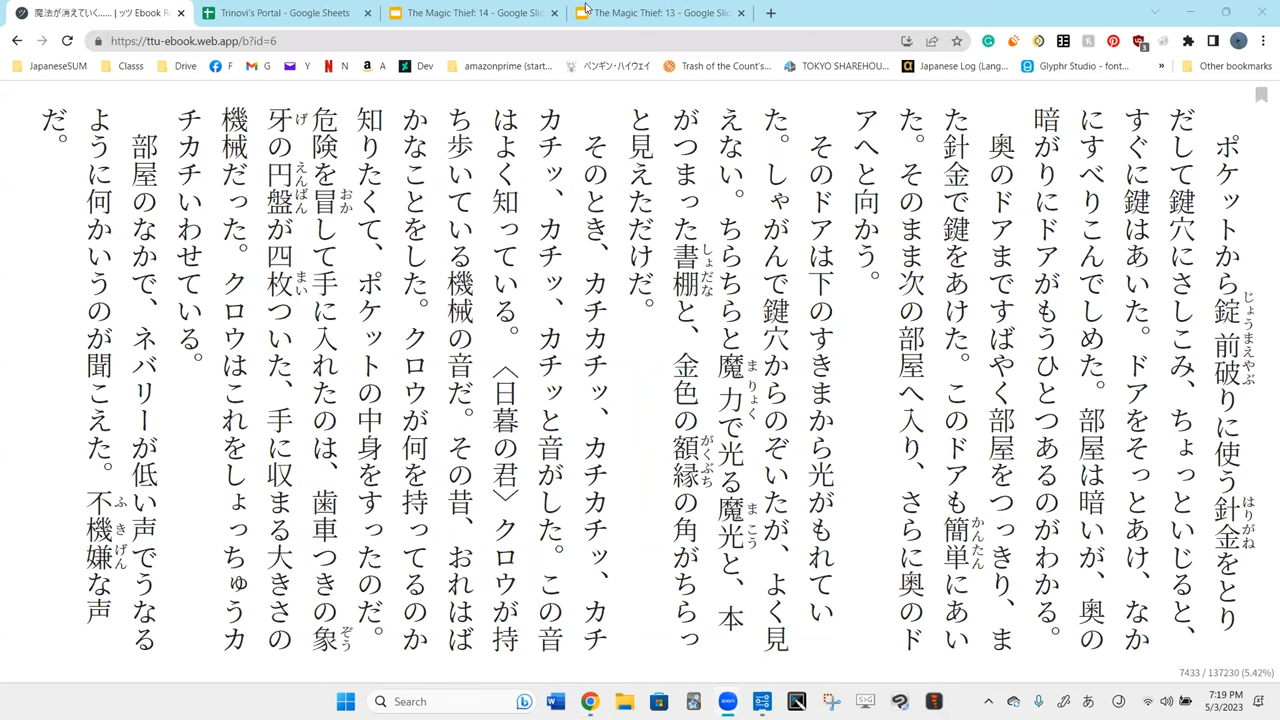 魔法が消えていく...... | ッツ Ebook Re
Trinovi's Portal - Google Sheets
The Magic Thief: 14 - Google Slid
The Magic Thief: 13 - Google Slid
https://ttu-ebook.web.app/b?id=6
JapaneseSUM
Classs
Drive
F
G
Y
N
A
Dev
amazonprime (start...
ペンギン・ハイウェイ
Trash of the Count's...
TOKYO SHAREHOU...
Japanese Log (Lang...
Glyphr Studio - font...
Other bookmarks
ポケットから錠前破りに使う針金をとり
だして鍵穴にさしこみ、ちょっといじると、
すぐに鍵はあいた。ドアをそっとあけ、なか
にすべりこんでしめた。部屋は暗いが、奥の
暗がりにドアがもうひとつあるのがわかる。
奥のドアまですばやく部屋をつっきり、ま
た針金で鍵をあけた。このドアも簡単にあい
た。そのまま次の部屋へ入り、さらに奥のド
アへと向かう。
そのドアは下のすきまから光がもれてい
た。しゃがんで鍵穴からのぞいたが、よく見
えない。ちらちらと魔力で光る魔光と、本
がつまった書棚と、金色の額縁の角がちらっ
と見えただけだ。
そのとき、カチカチッ、カチカチッ、カチ
カチッ、カチッ、カチッと音がした。この音
はよく知っている。〈日暮の君〉クロウが持
ち歩いている機械の音だ。その昔、おれはば
かなことをした。クロウが何を持ってるのか
知りたくて、ポケットの中身をすったのだ。
危険を冒して手に入れたのは、歯車つきの象
牙の円盤が四枚ついた、手に収まる大きさの
機械だった。クロウはこれをしょっちゅうカ
チカチいわせている。
部屋のなかで、ネバリーが低い声でうなる
ように何かいうのが聞こえた。不機嫌な声
だ。
7433 / 137230 (5.42%)
Search
7:19 PM
5/3/2023